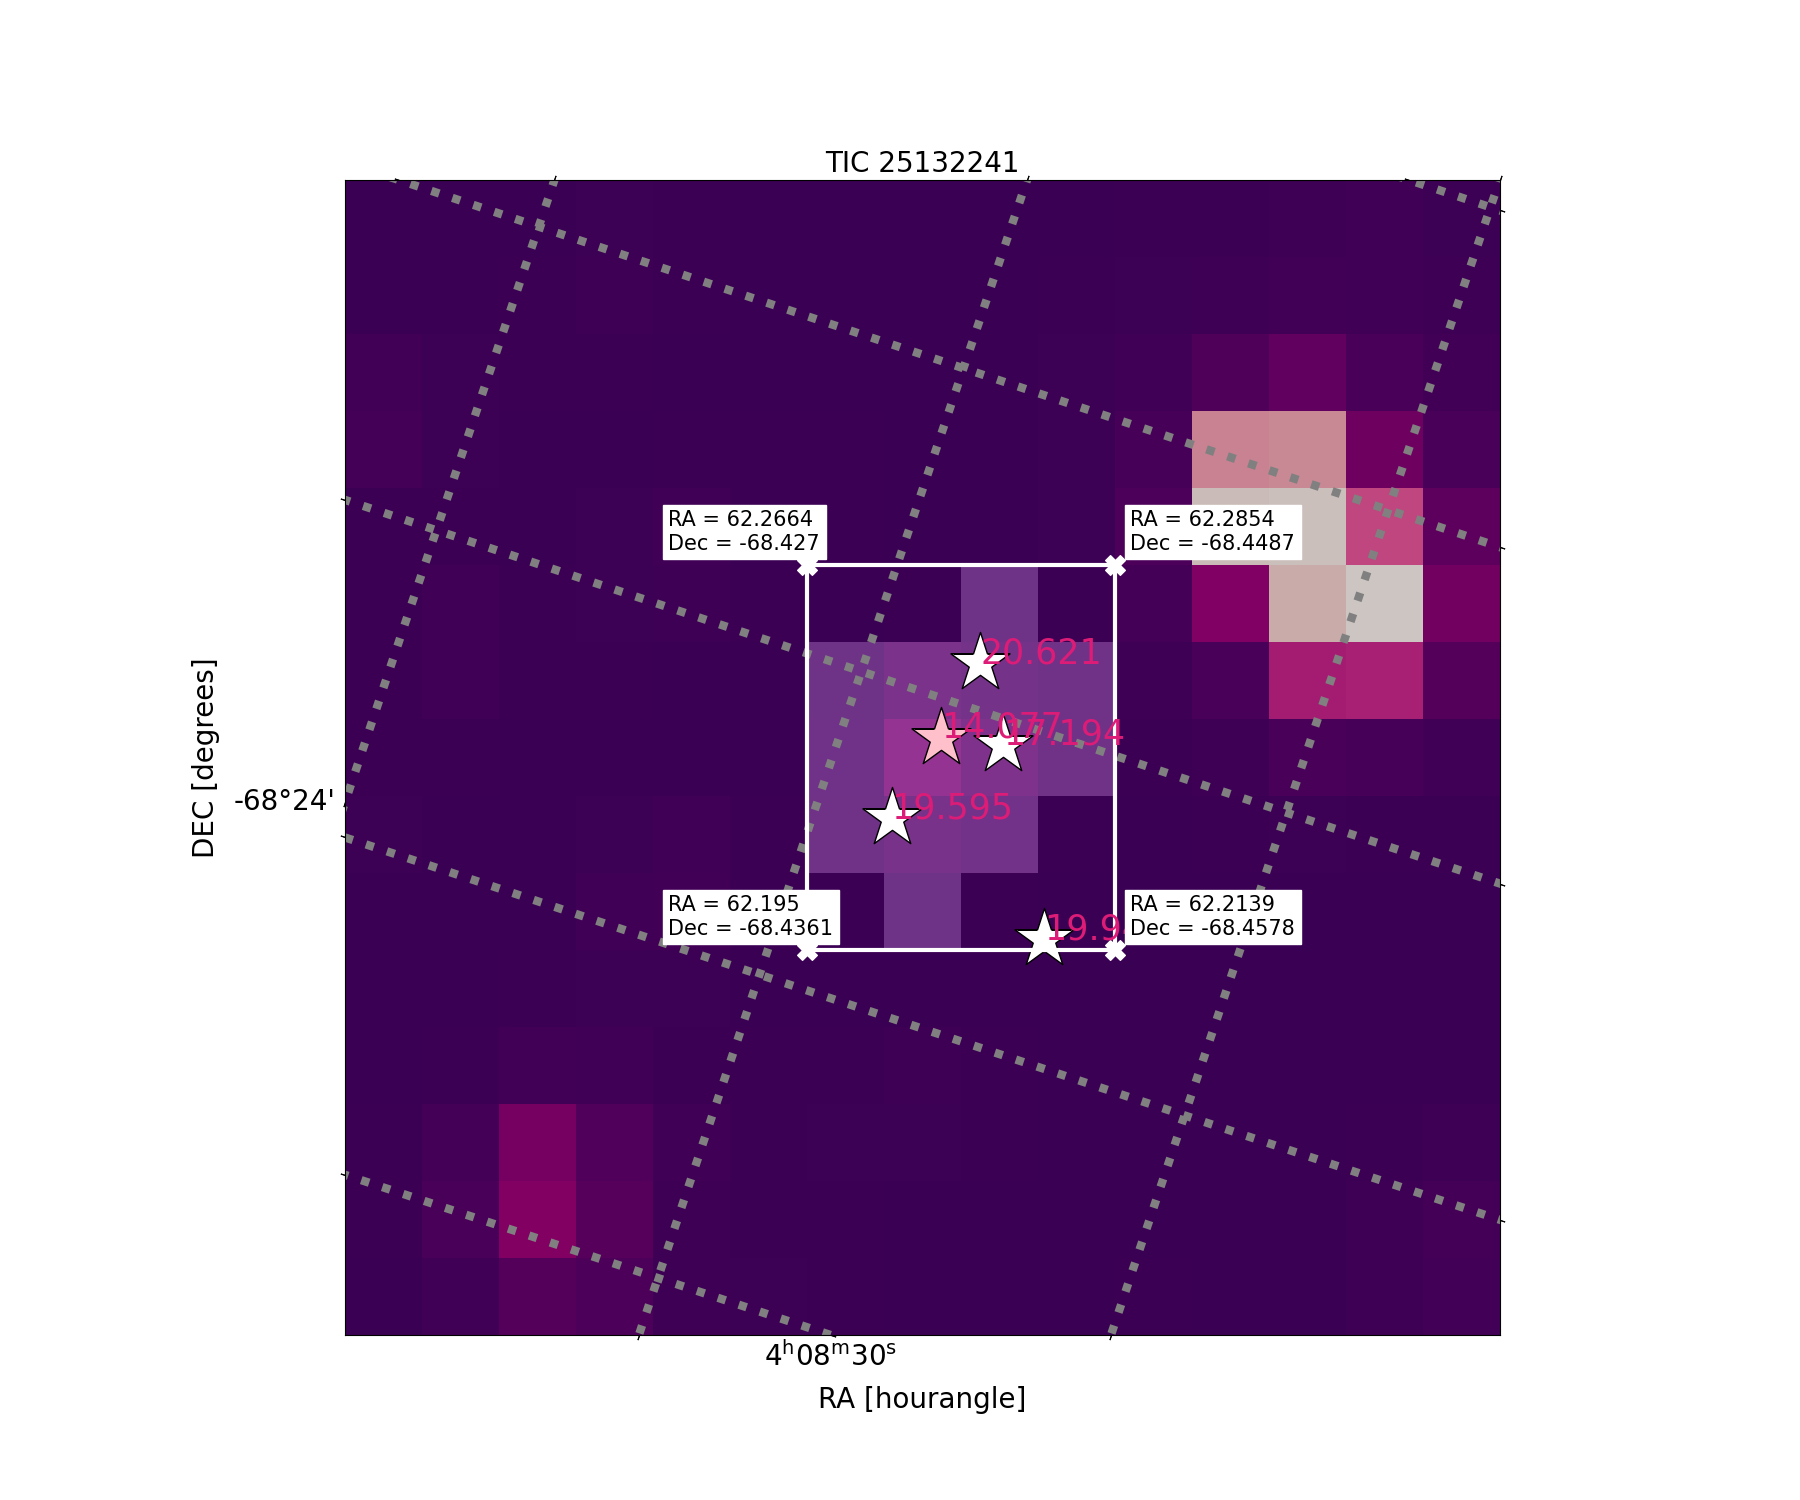 TIC 25132241
RA = 62.2664
Dec = -68.427
RA = 62.2854
Dec = -68.4487
20.621
14.077
17.194
-68°24'
19.595
DEC [degrees]
RA = 62.195
Dec = -68.4361
RA = 62.2139
Dec = -68.4578
4h08m30s
RA [hourangle]